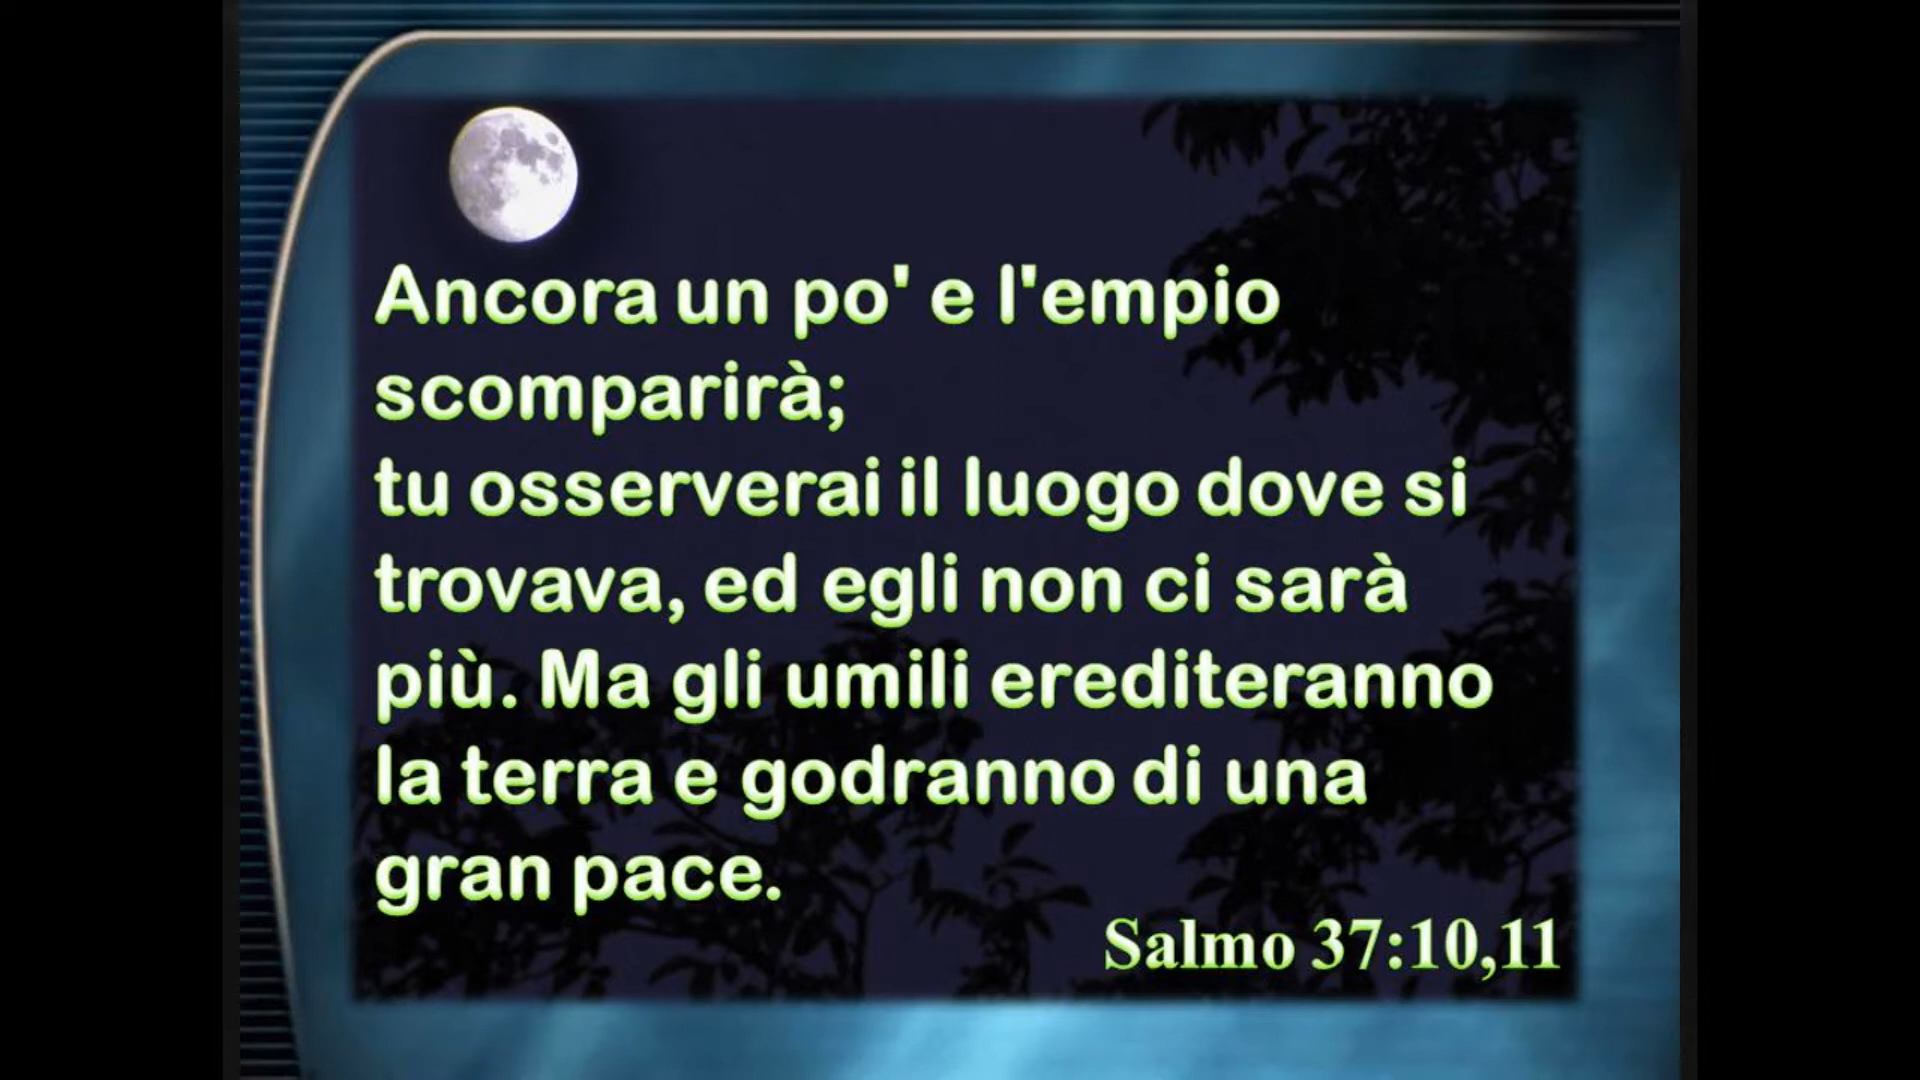 Ancora un po' e l'empio
scomparirà;
tu osserverai il luogo dove si
trovava, ed egli non ci sarà
più. Ma gli umili erediteranno
la terra e godranno di una
gran pace.
Salmo 37:10,11